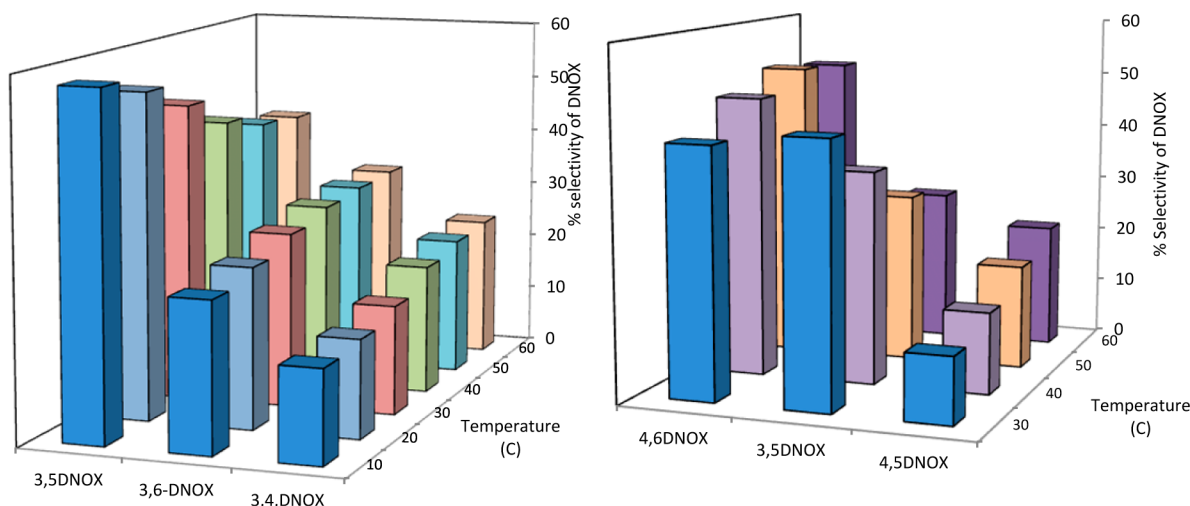 60
50
40
30
20
10
0
% selectivity of DNOX
60
50
40
30
20
10
Temperature
(C)
3,5DNOX
3,6-DNOX
3.4.DNOX
60
50
40
30
20
10
0
% Selectivity of DNOX
60
50
40
30
Temperature
(C)
4,6DNOX
3,5DNOX
4,5DNOX